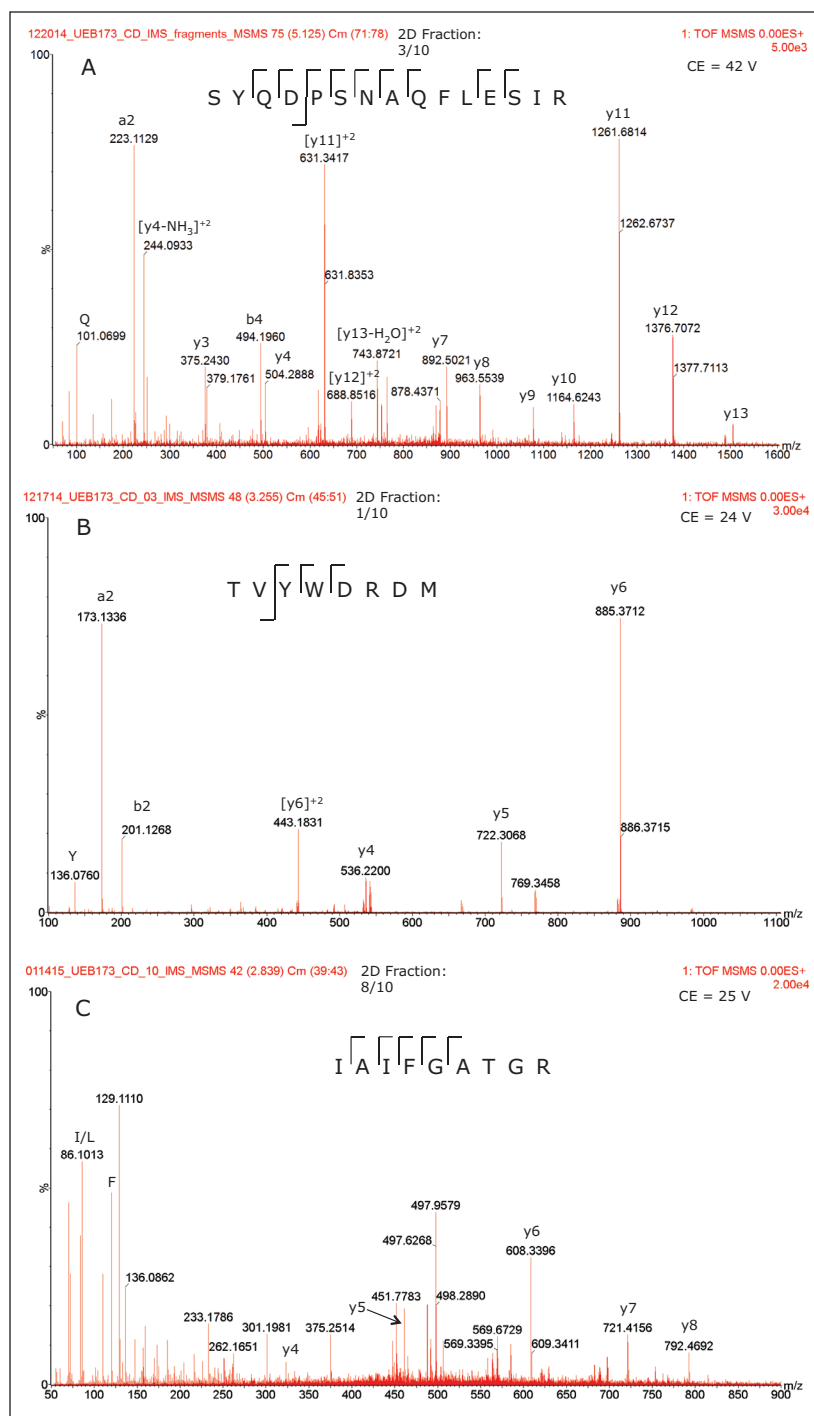 122014_UEB173_CD_IMS_fragments_MSMS 75 (5.125) Cm (71:78)
2D Fraction:
3/10
1: TOF MSMS 0.00ES+
5.00e3
CE = 42 V
A
S Y Q D P S N A Q F L E S I R
100
%
0
a2
223.1129
[y4-NH₃]⁺²
244.0933
Q
101.0699
y3
375.2430
379.1761
b4
494.1960
y4
504.2888
[y11]⁺²
631.3417
631.8353
[y12]⁺²
688.8516
[y13-H₂O]⁺²
743.8721
878.4371
y7
892.5021
y8
963.5539
y9
y10
1164.6243
y11
1261.6814
1262.6737
y12
1376.7072
1377.7113
y13
100 200 300 400 500 600 700 800 900 1000 1100 1200 1300 1400 1500 1600
m/z
121714_UEB173_CD_03_IMS_MSMS 48 (3.255) Cm (45:51)
2D Fraction:
1/10
1: TOF MSMS 0.00ES+
3.00e4
CE = 24 V
B
T V Y W D R D M
100
%
0
a2
173.1336
b2
201.1268
Y
136.0760
[y6]⁺²
443.1831
y4
536.2200
y5
722.3068
769.3458
y6
885.3712
886.3715
100 200 300 400 500 600 700 800 900 1000 1100
m/z
011415_UEB173_CD_10_IMS_MSMS 42 (2.839) Cm (39:43)
2D Fraction:
8/10
1: TOF MSMS 0.00ES+
2.00e4
CE = 25 V
C
I A I F G A T G R
100
%
0
129.1110
I/L
86.1013
F
136.0862
233.1786
262.1651
301.1981
y4
375.2514
y5
451.7783
497.9579
497.6268
498.2890
569.6729
569.3395
y6
608.3396
609.3411
y7
721.4156
y8
792.4692
50 100 150 200 250 300 350 400 450 500 550 600 650 700 750 800 850 900
m/z